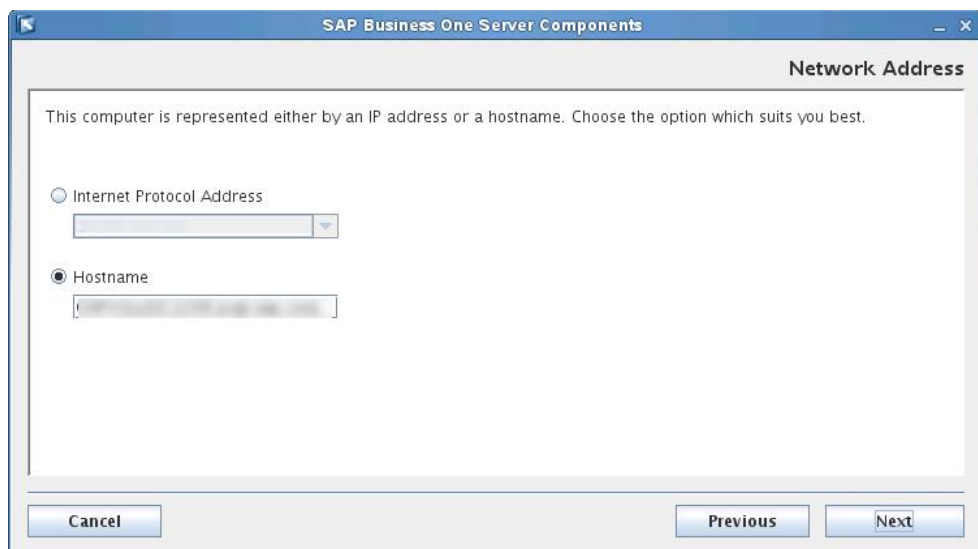 SAP Business One Server Components
Network Address
This computer is represented either by an IP address or a hostname. Choose the option which suits you best.
Internet Protocol Address
Hostname
Cancel
Previous
Next